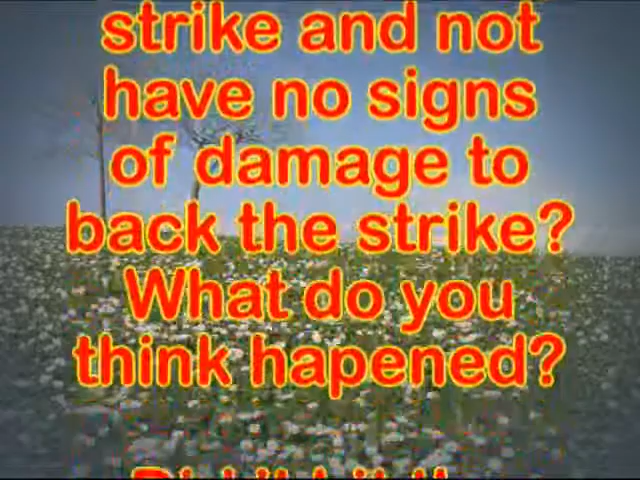 strike and not
have no signs
of damage to
back the strike?
What do you
think hapened?